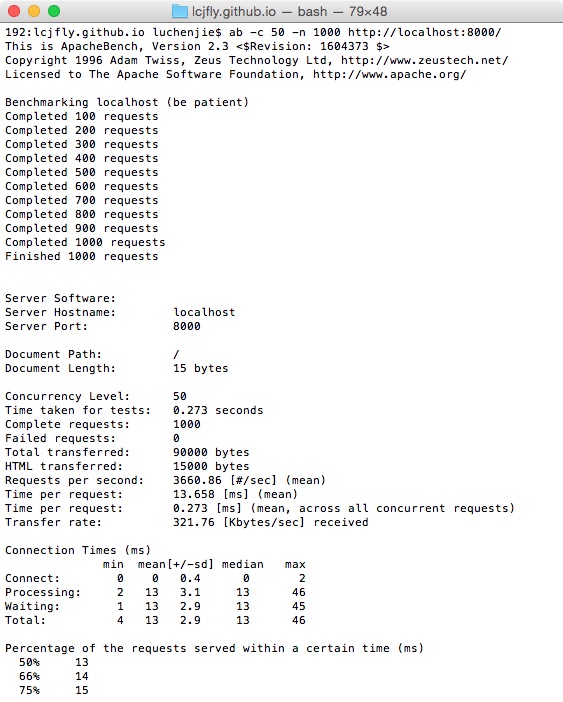 lcjfly.github.io — bash — 79×48
192:lcjfly.github.io luchenjie$ ab -c 50 -n 1000 http://localhost:8000/
This is ApacheBench, Version 2.3 <$Revision: 1604373 $>
Copyright 1996 Adam Twiss, Zeus Technology Ltd, http://www.zeustech.net/
Licensed to The Apache Software Foundation, http://www.apache.org/

Benchmarking localhost (be patient)
Completed 100 requests
Completed 200 requests
Completed 300 requests
Completed 400 requests
Completed 500 requests
Completed 600 requests
Completed 700 requests
Completed 800 requests
Completed 900 requests
Completed 1000 requests
Finished 1000 requests


Server Software:
Server Hostname:        localhost
Server Port:            8000

Document Path:          /
Document Length:        15 bytes

Concurrency Level:      50
Time taken for tests:   0.273 seconds
Complete requests:      1000
Failed requests:        0
Total transferred:      90000 bytes
HTML transferred:       15000 bytes
Requests per second:    3660.86 [#/sec] (mean)
Time per request:       13.658 [ms] (mean)
Time per request:       0.273 [ms] (mean, across all concurrent requests)
Transfer rate:          321.76 [Kbytes/sec] received

Connection Times (ms)
              min  mean[+/-sd] median   max
Connect:        0    0   0.4      0       2
Processing:     2   13   3.1     13      46
Waiting:        1   13   2.9     13      45
Total:          4   13   2.9     13      46

Percentage of the requests served within a certain time (ms)
  50%     13
  66%     14
  75%     15